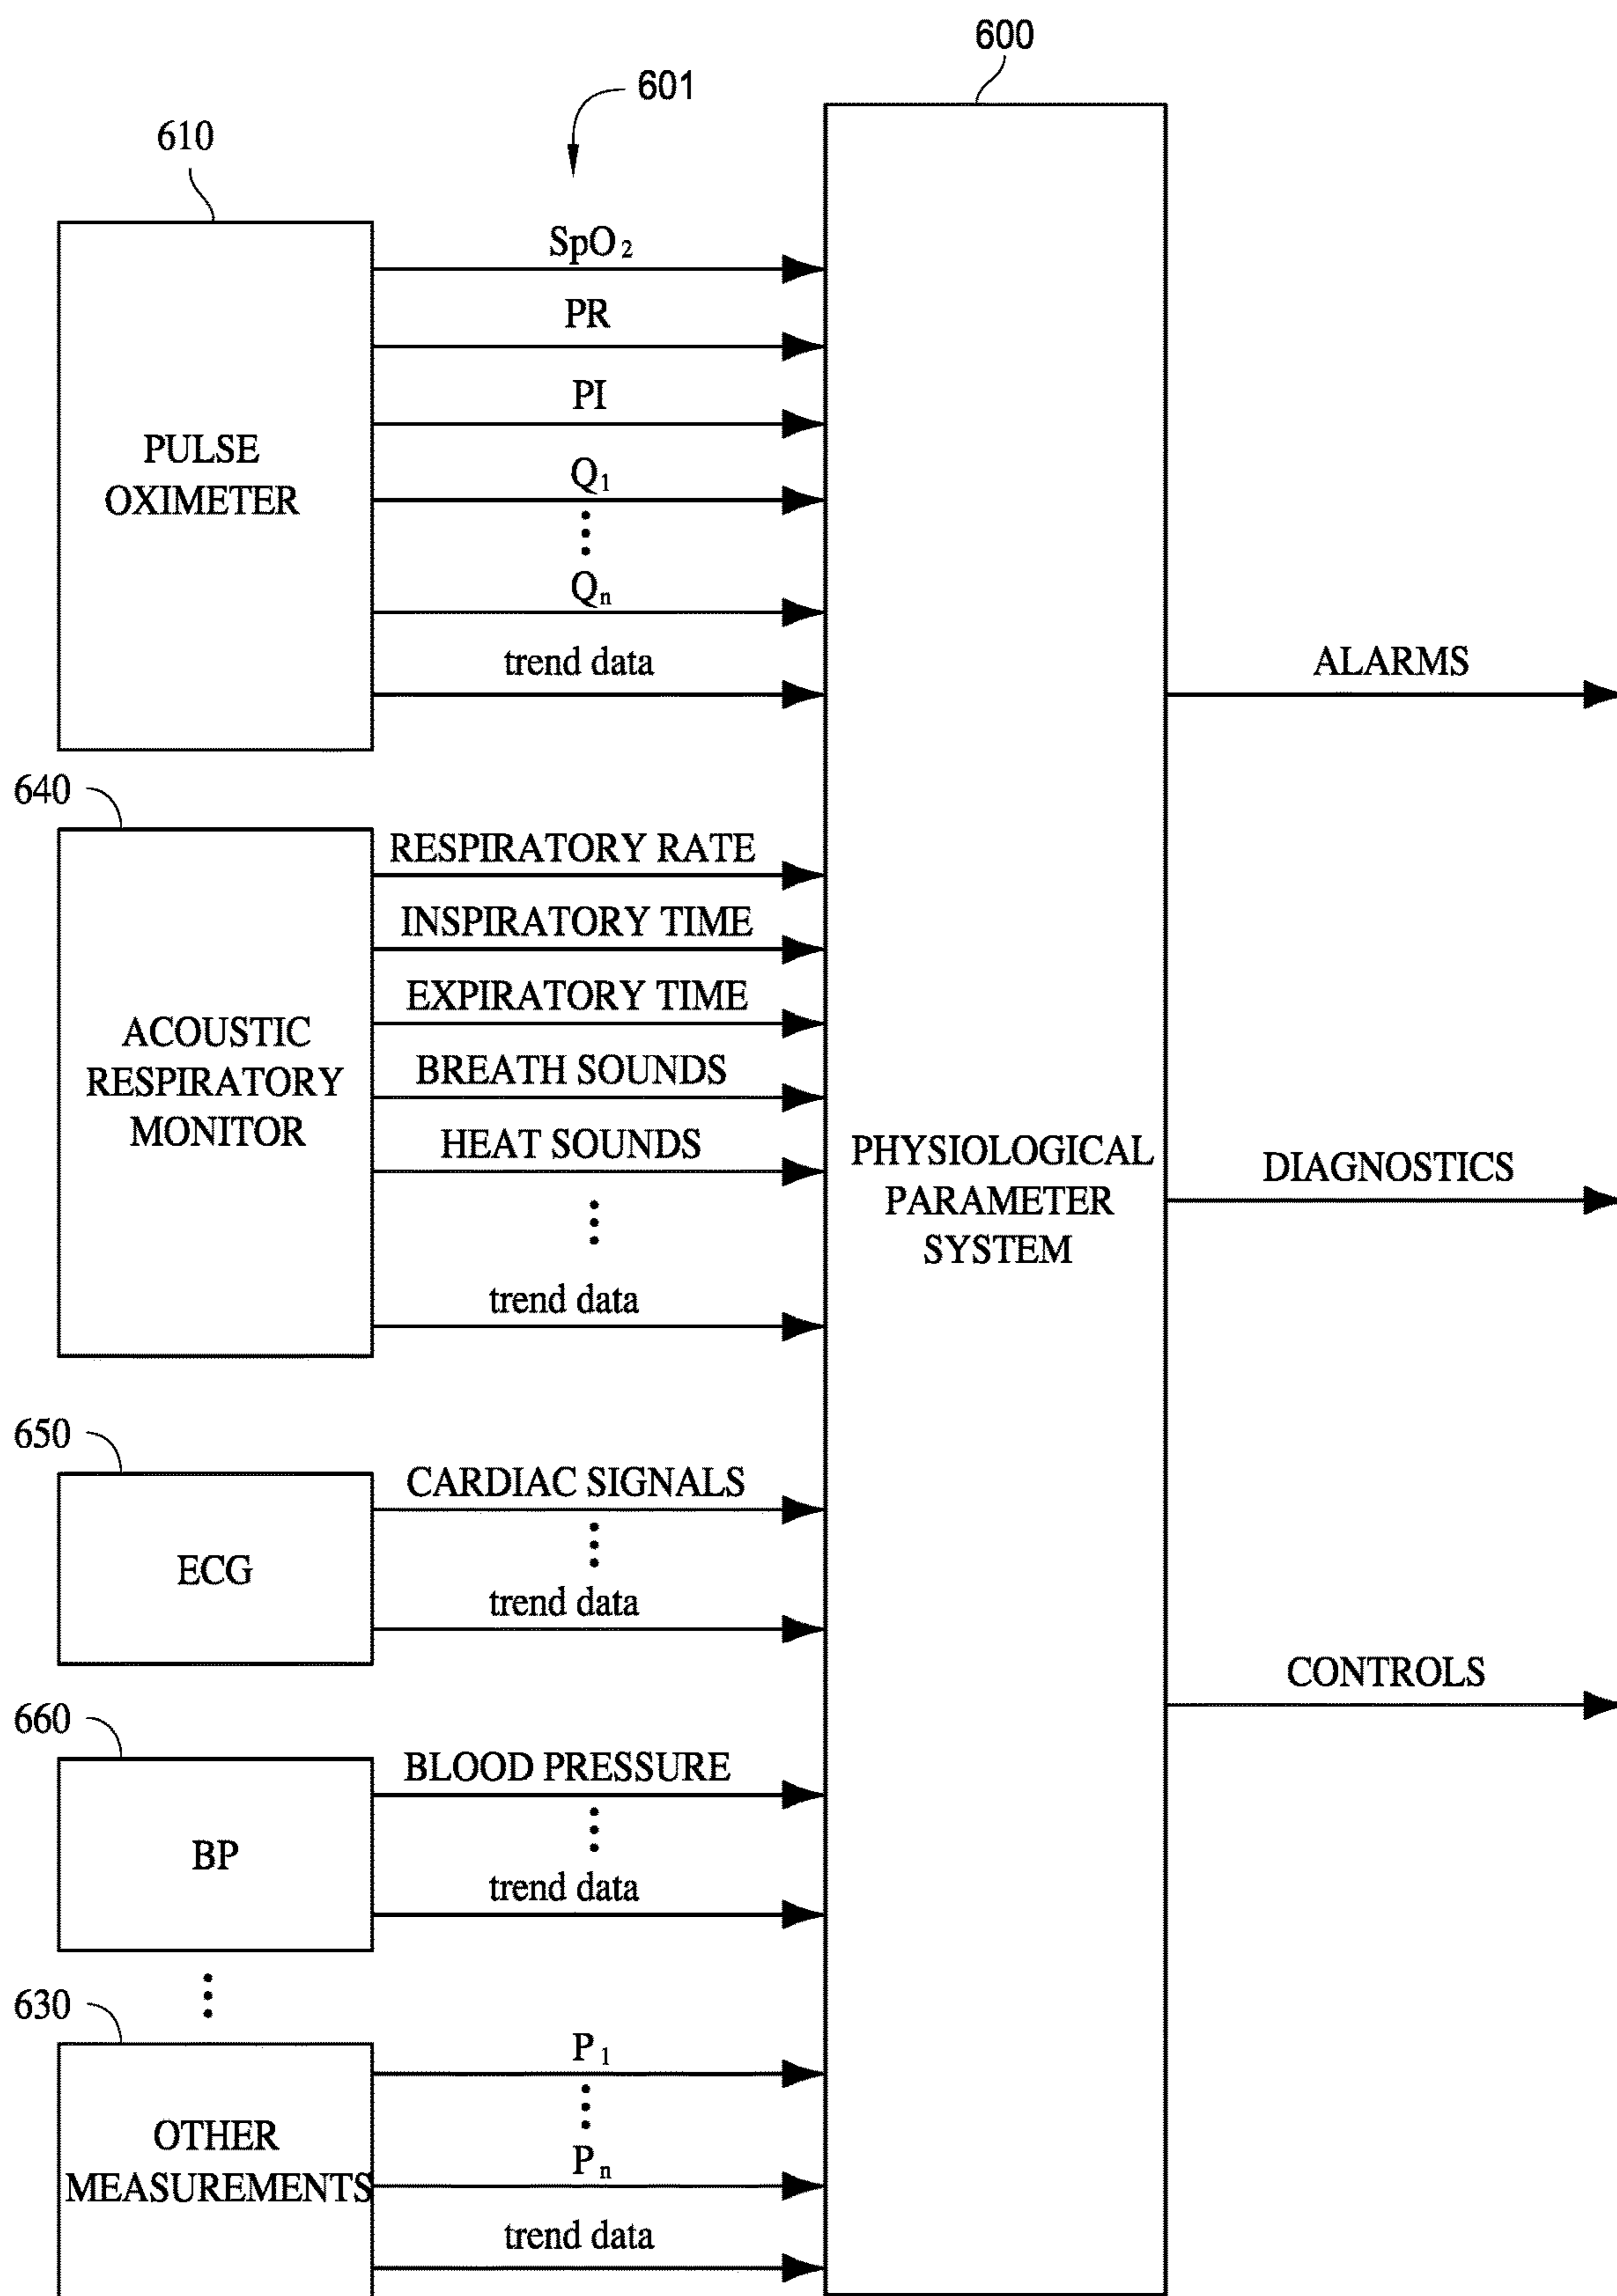 600
601
610
SpO2
PR
PI
PULSE
OXIMETER
Q1
Qn
trend data
ALARMS
640
RESPIRATORY RATE
INSPIRATORY TIME
EXPIRATORY TIME
ACOUSTIC
RESPIRATORY
MONITOR
BREATH SOUNDS
HEAT SOUNDS
trend data
PHYSIOLOGICAL
PARAMETER
SYSTEM
DIAGNOSTICS
650
CARDIAC SIGNALS
ECG
trend data
CONTROLS
660
BLOOD PRESSURE
BP
trend data
630
P1
OTHER
MEASUREMENTS
Pn
trend data